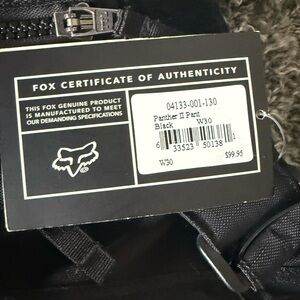 FOX CERTIFICATE OF AUTHENTICITY
THIS FOX GENUINE PRODUCT
IS MANUFACTURED TO MEET
OUR DEMANDING SPECIFICATIONS
04133-001-130
Panther II Pant
Black W30
6 33523 50138 1
W30 $99.95